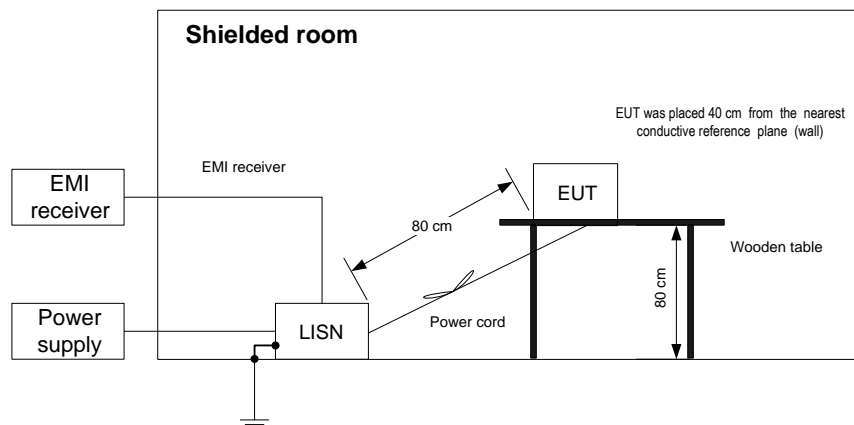 Shielded room
EUT was placed 40 cm from the nearest
conductive reference plane (wall)
EMI receiver
EMI
receiver
EUT
80 cm
Wooden table
80 cm
Power
supply
LISN
Power cord